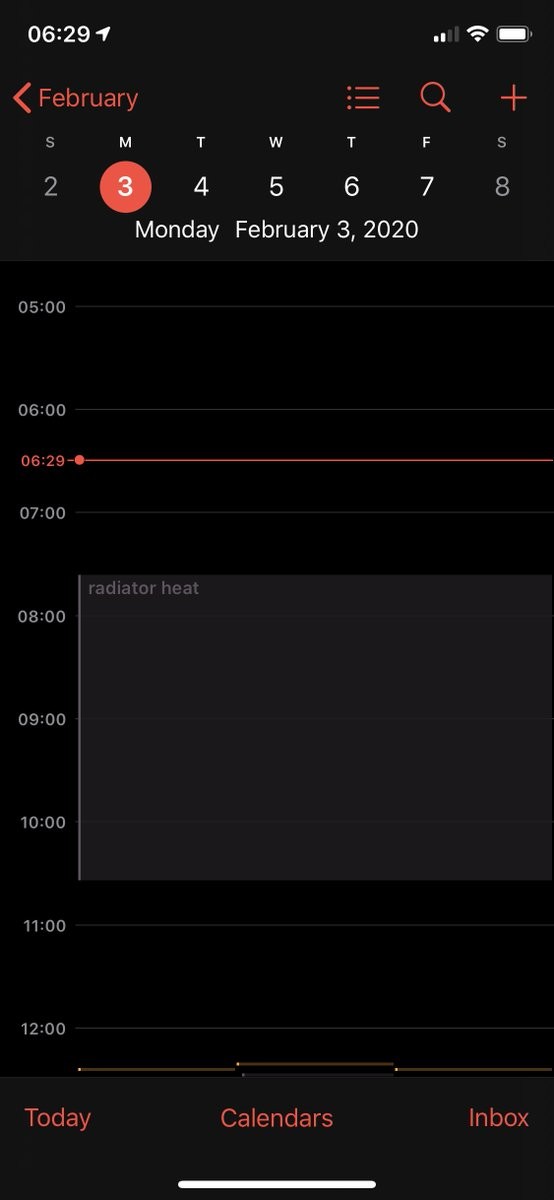 06:29
February
S M T W T F S
2 3 4 5 6 7 8
Monday February 3, 2020
05:00
06:00
06:29
07:00
radiator heat
08:00
09:00
10:00
11:00
12:00
Today Calendars Inbox